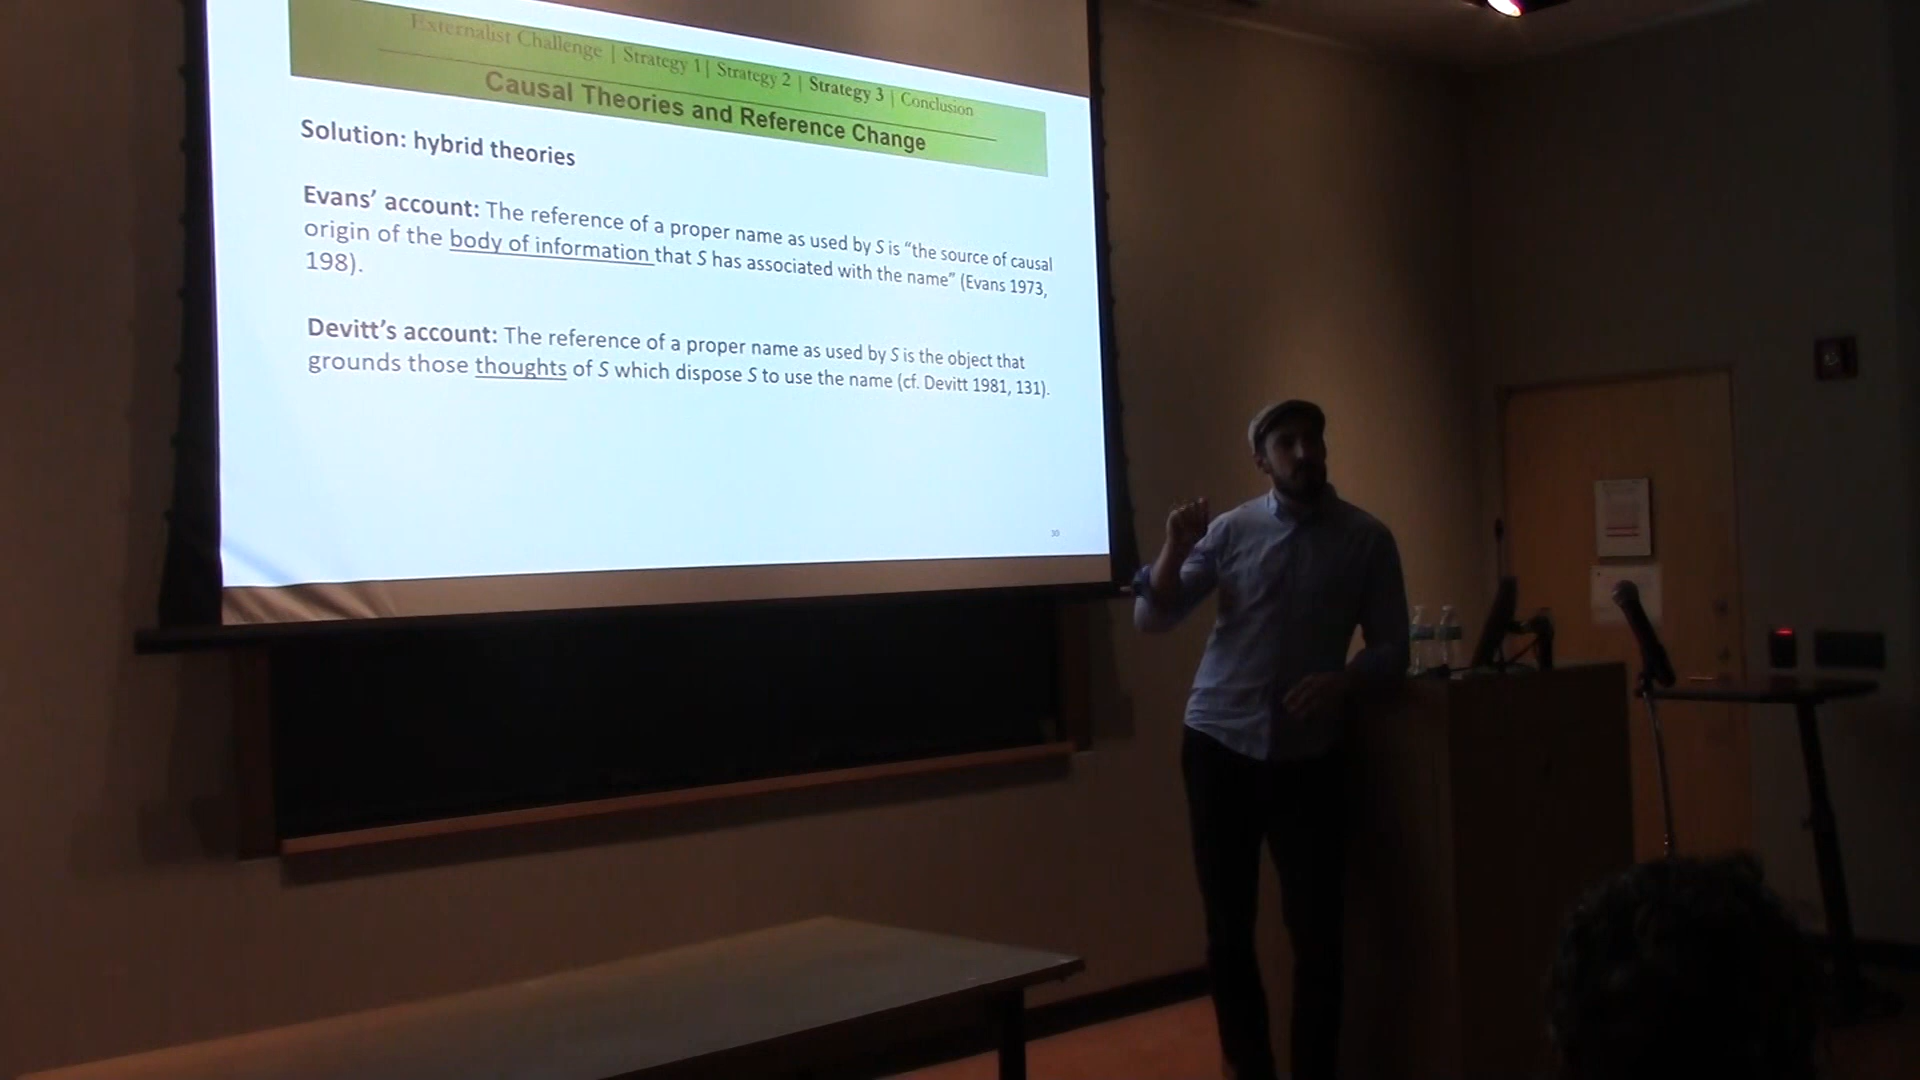 Externalist Challenge | Strategy 1| Strategy 2 | Strategy 3 | Conclusion
Causal Theories and Reference Change
Solution: hybrid theories
Evans’ account: The reference of a proper name as used by S is “the source of causal
origin of the body of information that S has associated with the name” (Evans 1973,
198).
Devitt’s account: The reference of a proper name as used by S is the object that
grounds those thoughts of S which dispose S to use the name (cf. Devitt 1981, 131).
30